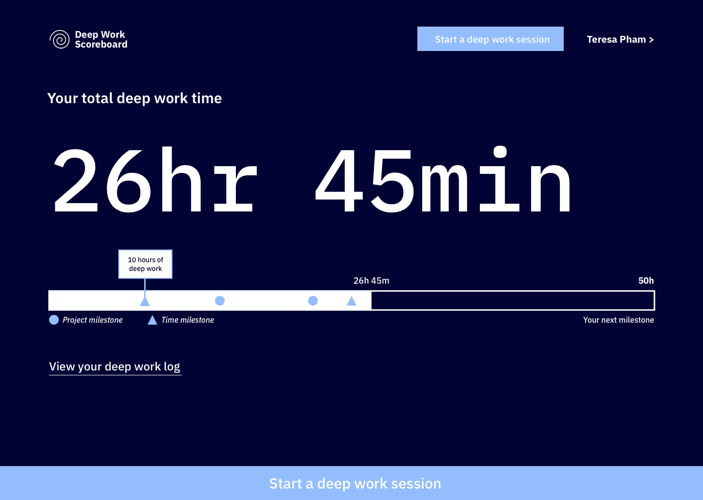 Deep Work
Scoreboard
Start a deep work session
Teresa Pham >
Your total deep work time
26hr 45min
10 hours of
deep work
26h 45m
50h
Project milestone
Time milestone
Your next milestone
View your deep work log
Start a deep work session